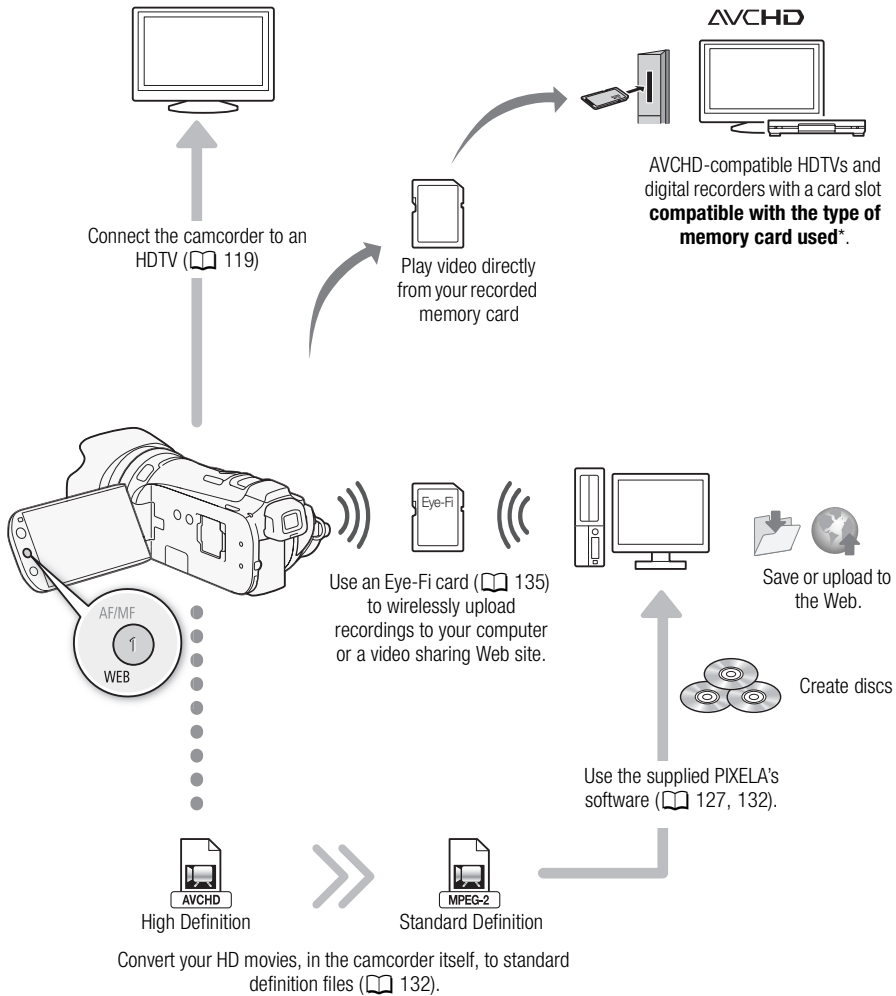 AVCHD
AVCHD-compatible HDTVs and
digital recorders with a card slot
compatible with the type of
memory card used*.
Connect the camcorder to an
HDTV (119)
Play video directly
from your recorded
memory card
Eye-Fi
Use an Eye-Fi card (135)
to wirelessly upload
recordings to your computer
or a video sharing Web site.
Save or upload to
the Web.
AF/MF
1
WEB
Create discs
Use the supplied PIXELA's
software (127, 132).
AVCHD
High Definition
MPEG-2
Standard Definition
Convert your HD movies, in the camcorder itself, to standard
definition files (132).